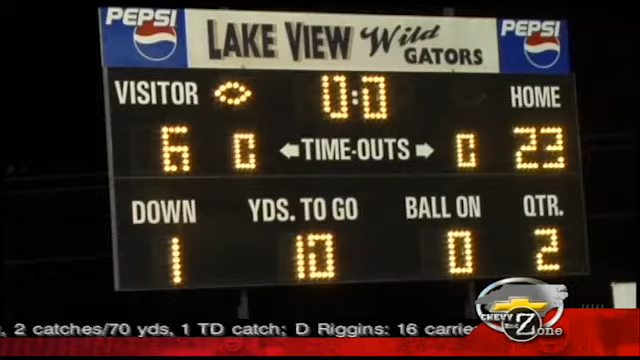 PEPSI LAKE VIEW Wild GATORS PEPSI
VISITOR 0:0 HOME
6 0 TIME-OUTS 0 23
DOWN YDS. TO GO BALL ON QTR.
1 10 0 2
CHEVY
End Zone
, 2 catches/70 yds, 1 TD catch; D Riggins: 16 carrie